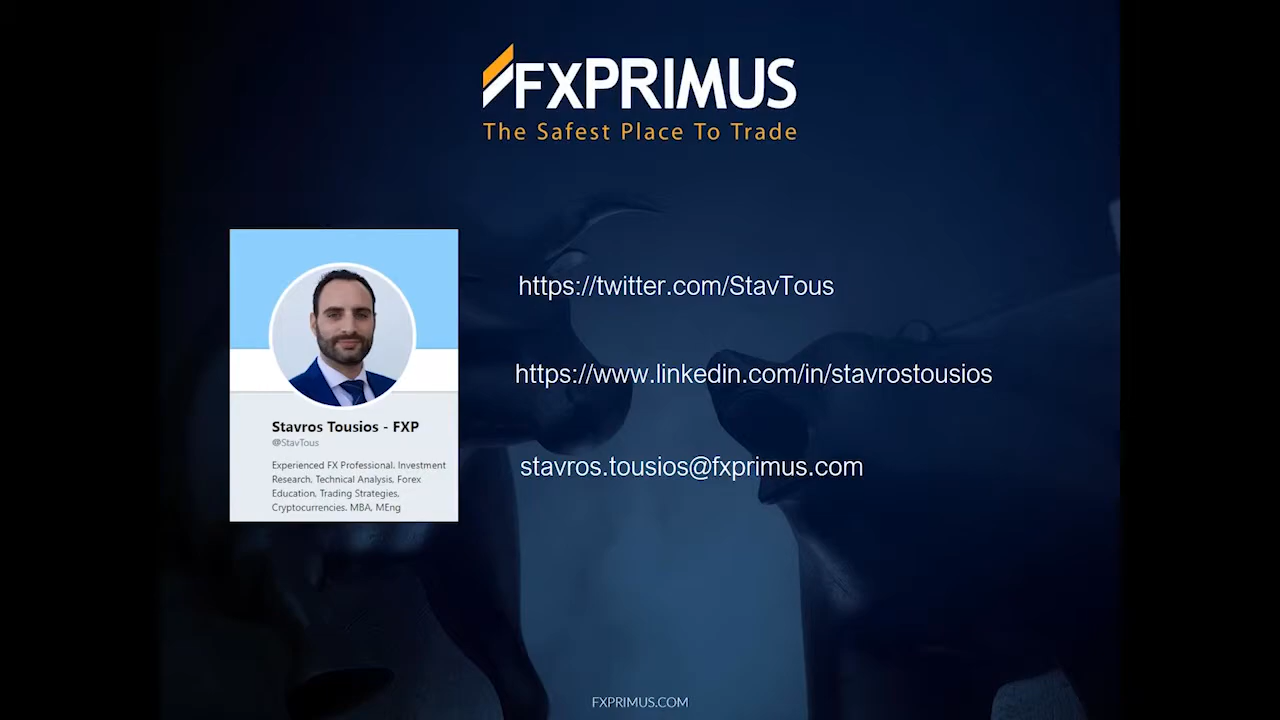 FXPRIMUS
The Safest Place To Trade
https://twitter.com/StavTous
https://www.linkedin.com/in/stavrostousios
stavros.tousios@fxprimus.com
Stavros Tousios - FXP
@StavTous
Experienced FX Professional. Investment
Research, Technical Analysis, Forex
Education, Trading Strategies,
Cryptocurrencies. MBA, MEng
FXPRIMUS.COM